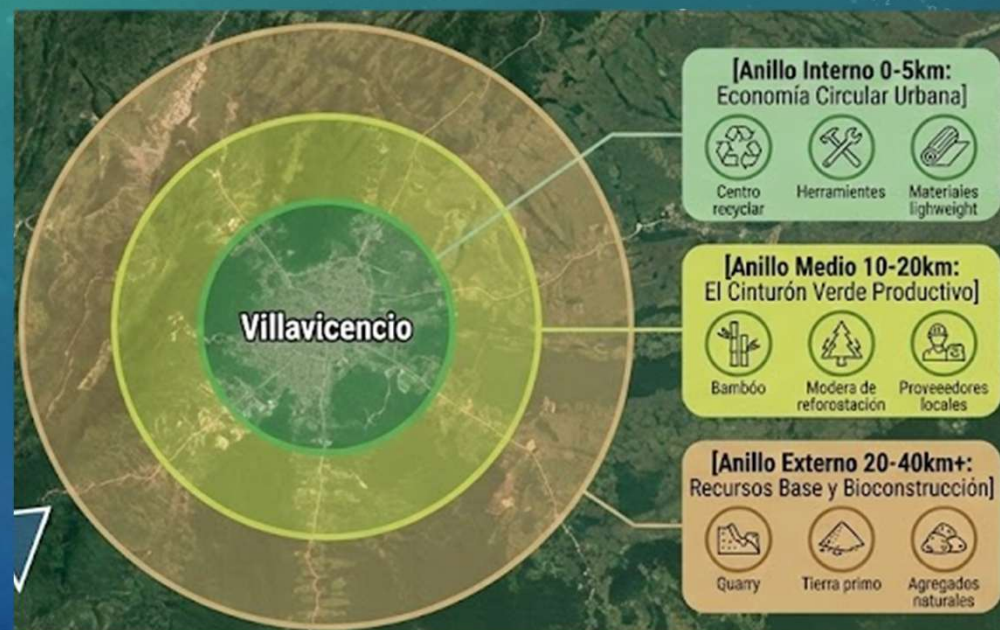 Villavicencio
[Anillo Interno 0-5km:
Economía Circular Urbana]
Centro
recyclar
Herramientes
Materiales
lighweight
[Anillo Medio 10-20km:
El Cinturón Verde Productivo]
Bambóo
Modera de
reforostación
Proveeedores
locales
[Anillo Externo 20-40km+:
Recursos Base y Bioconstrucción]
Quarry
Tierra primo
Agregados
naturales